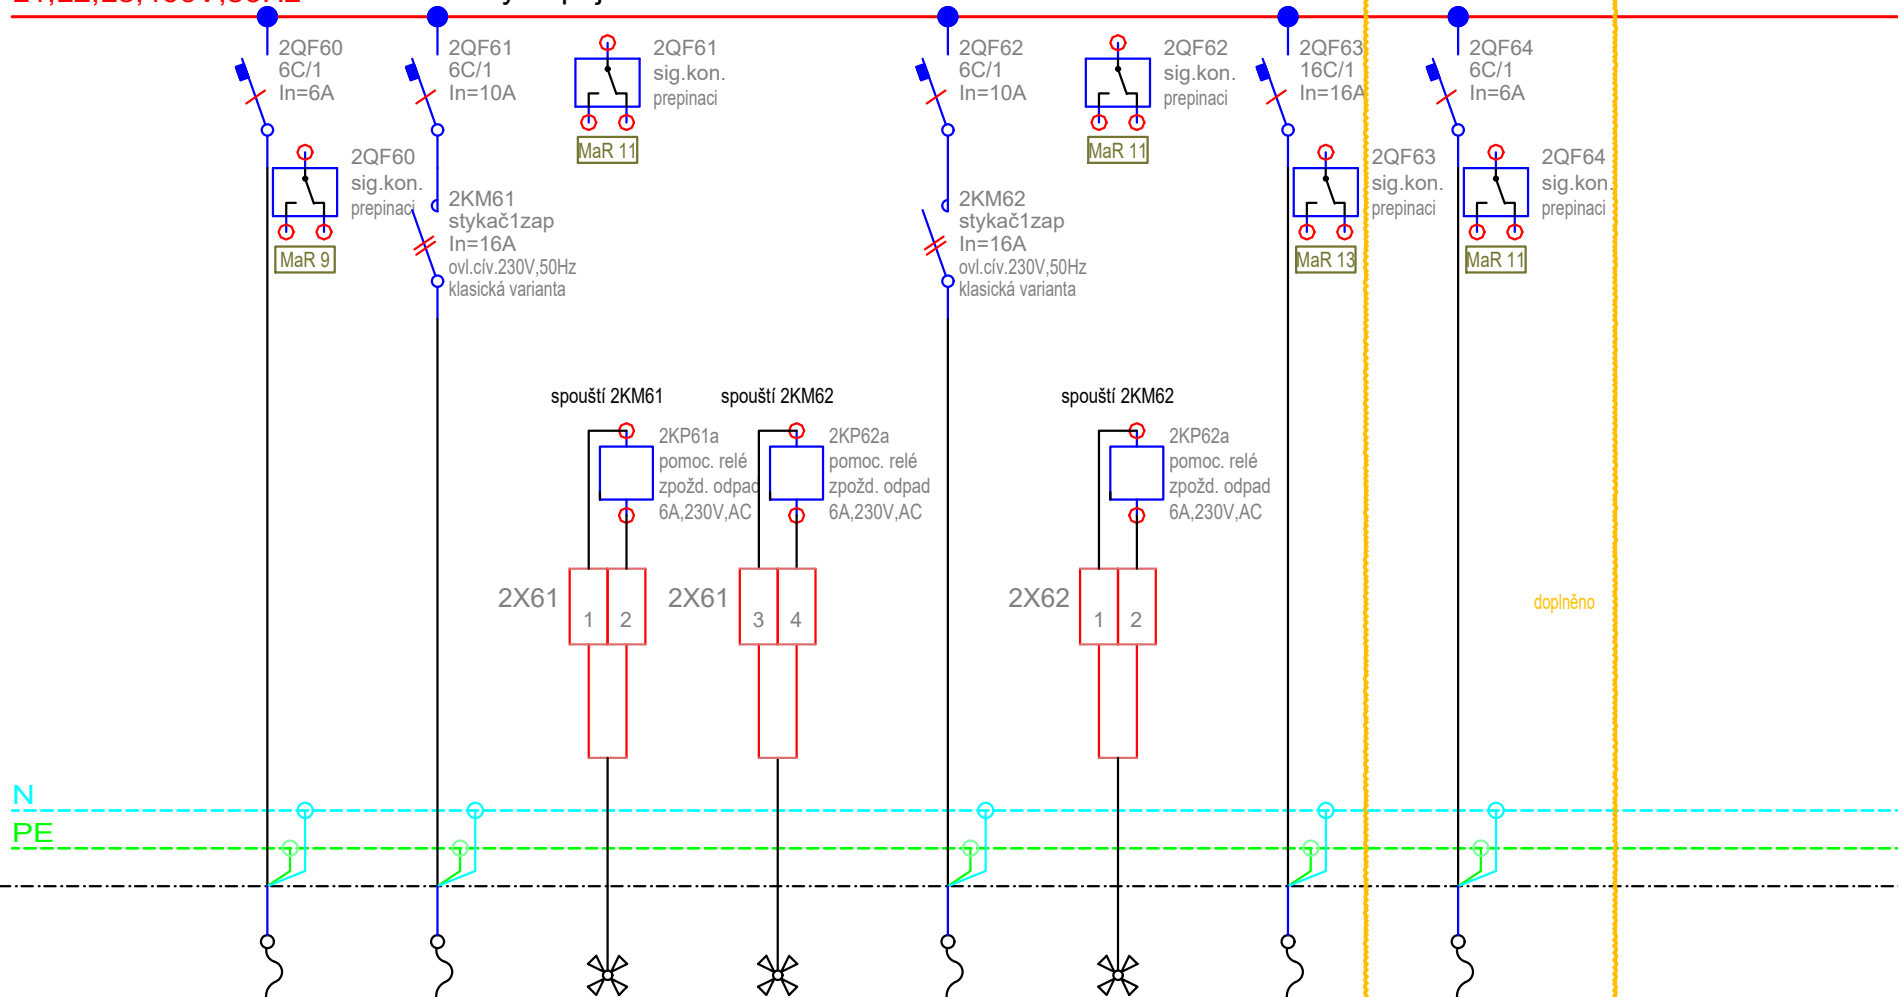 2QF60
6C/1
In=6A
2QF61
6C/1
In=10A
2QF61
sig.kon.
prepinaci
MaR 11
2QF62
6C/1
In=10A
2QF62
sig.kon.
prepinaci
MaR 11
2QF63
16C/1
In=16A
2QF64
6C/1
In=6A
2QF60
sig.kon.
prepinaci
MaR 9
2KM61
stykač1zap
In=16A
ovl.cív.230V,50Hz
klasická varianta
2KM62
stykač1zap
In=16A
ovl.cív.230V,50Hz
klasická varianta
2QF63
sig.kon.
prepinaci
MaR 13
2QF64
sig.kon.
prepinaci
MaR 11
spouští 2KM61
2KP61a
pomoc. relé
zpožd. odpad
6A,230V,AC
spouští 2KM62
2KP62a
pomoc. relé
zpožd. odpad
6A,230V,AC
spouští 2KM62
2KP62a
pomoc. relé
zpožd. odpad
6A,230V,AC
2X61
1 2
2X61
3 4
2X62
1 2
doplněno
N
PE